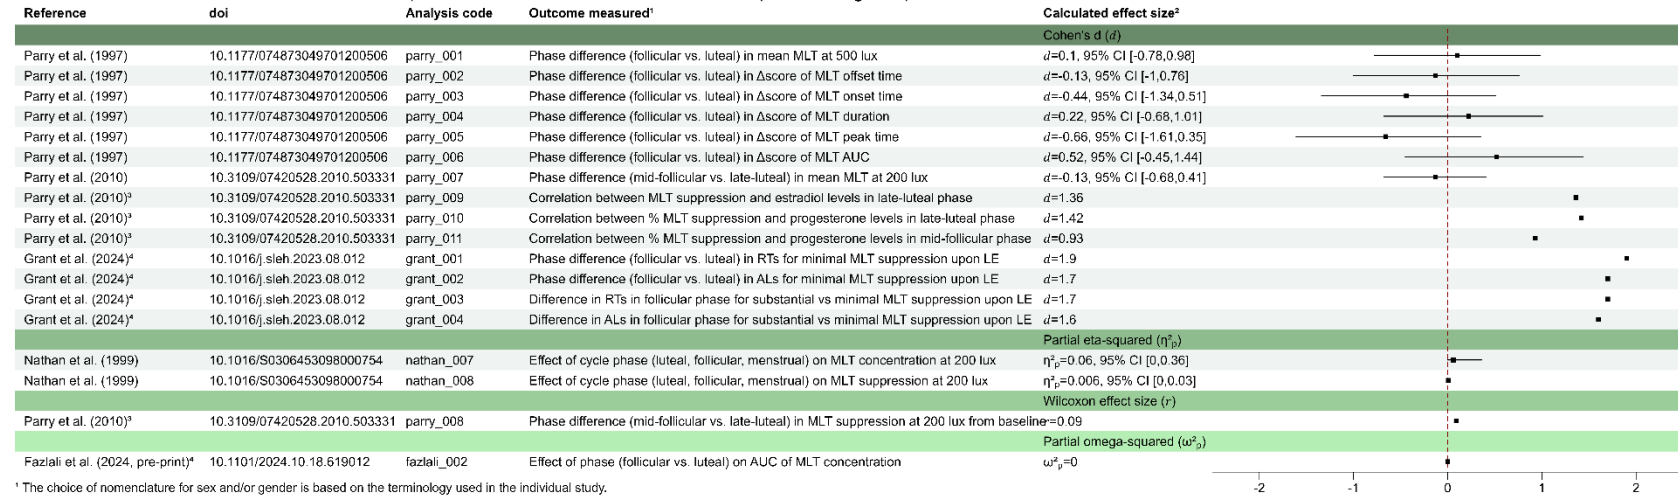 Reference doi Analysis code Outcome measured¹ Calculated effect size²
Cohen's d (d)
Parry et al. (1997) 10.1177/074873049701200506 parry_001 Phase difference (follicular vs. luteal) in mean MLT at 500 lux d=0.1, 95% CI [-0.78,0.98]
Parry et al. (1997) 10.1177/074873049701200506 parry_002 Phase difference (follicular vs. luteal) in Δscore of MLT offset time d=-0.13, 95% CI [-1,0.76]
Parry et al. (1997) 10.1177/074873049701200506 parry_003 Phase difference (follicular vs. luteal) in Δscore of MLT onset time d=-0.44, 95% CI [-1.34,0.51]
Parry et al. (1997) 10.1177/074873049701200506 parry_004 Phase difference (follicular vs. luteal) in Δscore of MLT duration d=0.22, 95% CI [-0.68,1.01]
Parry et al. (1997) 10.1177/074873049701200506 parry_005 Phase difference (follicular vs. luteal) in Δscore of MLT peak time d=-0.66, 95% CI [-1.61,0.35]
Parry et al. (1997) 10.1177/074873049701200506 parry_006 Phase difference (follicular vs. luteal) in Δscore of MLT AUC d=0.52, 95% CI [-0.45,1.44]
Parry et al. (2010) 10.3109/07420528.2010.503331 parry_007 Phase difference (mid-follicular vs. late-luteal) in mean MLT at 200 lux d=-0.13, 95% CI [-0.68,0.41]
Parry et al. (2010)³ 10.3109/07420528.2010.503331 parry_009 Correlation between MLT suppression and estradiol levels in late-luteal phase d=1.36
Parry et al. (2010)³ 10.3109/07420528.2010.503331 parry_010 Correlation between % MLT suppression and progesterone levels in late-luteal phase d=1.42
Parry et al. (2010)³ 10.3109/07420528.2010.503331 parry_011 Correlation between % MLT suppression and progesterone levels in mid-follicular phase d=0.93
Grant et al. (2024)⁴ 10.1016/j.sleh.2023.08.012 grant_001 Phase difference (follicular vs. luteal) in RTs for minimal MLT suppression upon LE d=1.9
Grant et al. (2024)⁴ 10.1016/j.sleh.2023.08.012 grant_002 Phase difference (follicular vs. luteal) in ALs for minimal MLT suppression upon LE d=1.7
Grant et al. (2024)⁴ 10.1016/j.sleh.2023.08.012 grant_003 Difference in RTs in follicular phase for substantial vs minimal MLT suppression upon LE d=1.7
Grant et al. (2024)⁴ 10.1016/j.sleh.2023.08.012 grant_004 Difference in ALs in follicular phase for substantial vs minimal MLT suppression upon LE d=1.6
Partial eta-squared (η²ₚ)
Nathan et al. (1999) 10.1016/S0306453098000754 nathan_007 Effect of cycle phase (luteal, follicular, menstrual) on MLT concentration at 200 lux η²ₚ=0.06, 95% CI [0,0.36]
Nathan et al. (1999) 10.1016/S0306453098000754 nathan_008 Effect of cycle phase (luteal, follicular, menstrual) on MLT suppression at 200 lux η²ₚ=0.006, 95% CI [0,0.03]
Wilcoxon effect size (r)
Parry et al. (2010)³ 10.3109/07420528.2010.503331 parry_008 Phase difference (mid-follicular vs. late-luteal) in MLT suppression at 200 lux from baseline =0.09
Partial omega-squared (ω²ₚ)
Fazlali et al. (2024, pre-print)⁴ 10.1101/2024.10.18.619012 fazlali_002 Effect of phase (follicular vs. luteal) on AUC of MLT concentration ω²ₚ=0
¹ The choice of nomenclature for sex and/or gender is based on the terminology used in the individual study.
-2 -1 0 1 2